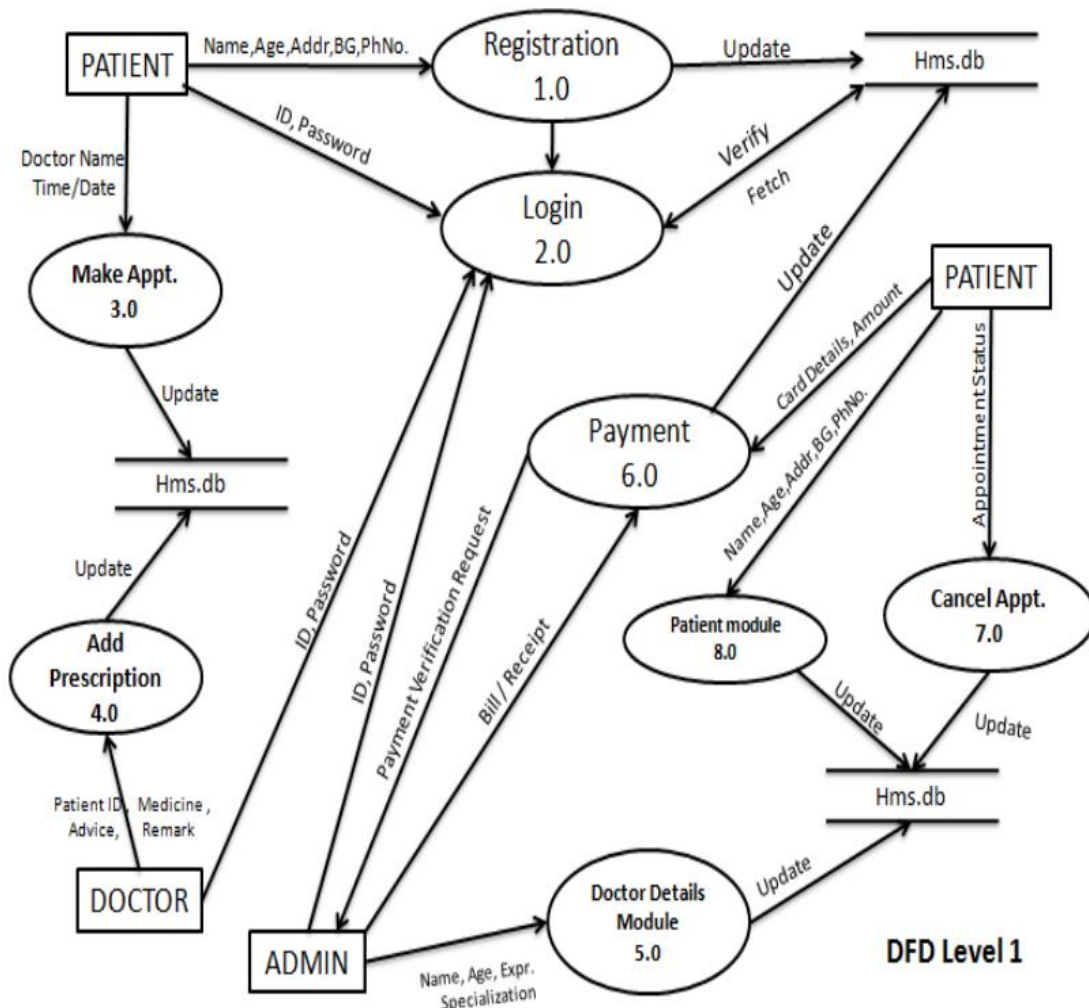 PATIENT
Name,Age,Addr,BG,PhNo.
Registration
1.0
Update
Hms.db
ID, Password
Verify
Fetch
Doctor Name
Time/Date
Login
2.0
Make Appt.
3.0
Update
PATIENT
Update
Card Details, Amount
AppointmentStatus
Payment
6.0
Name,Age,Addr,BG,PhNo.
Hms.db
Update
ID, Password
ID, Password
Payment Verification Request
Bill / Receipt
Add
Prescription
4.0
Patient module
8.0
Cancel Appt.
7.0
Update
Update
Hms.db
Patient ID, Medicine,
Advice, Remark
DOCTOR
Doctor Details
Module
5.0
Update
ADMIN
Name, Age, Expr.
Specialization
DFD Level 1